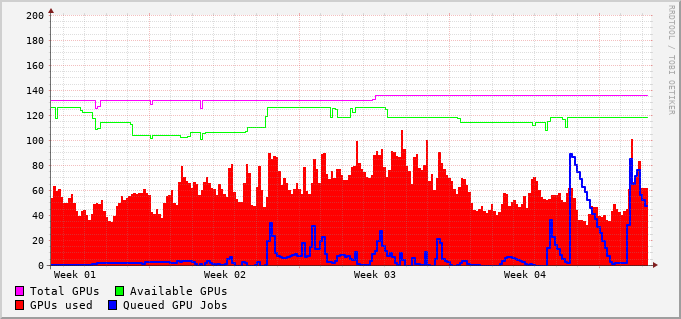 RRDTOOL / TOBI OETIKER
200
180
160
140
120
100
80
60
40
20
0
Week 01 Week 02 Week 03 Week 04
Total GPUs Available GPUs
GPUs used Queued GPU Jobs